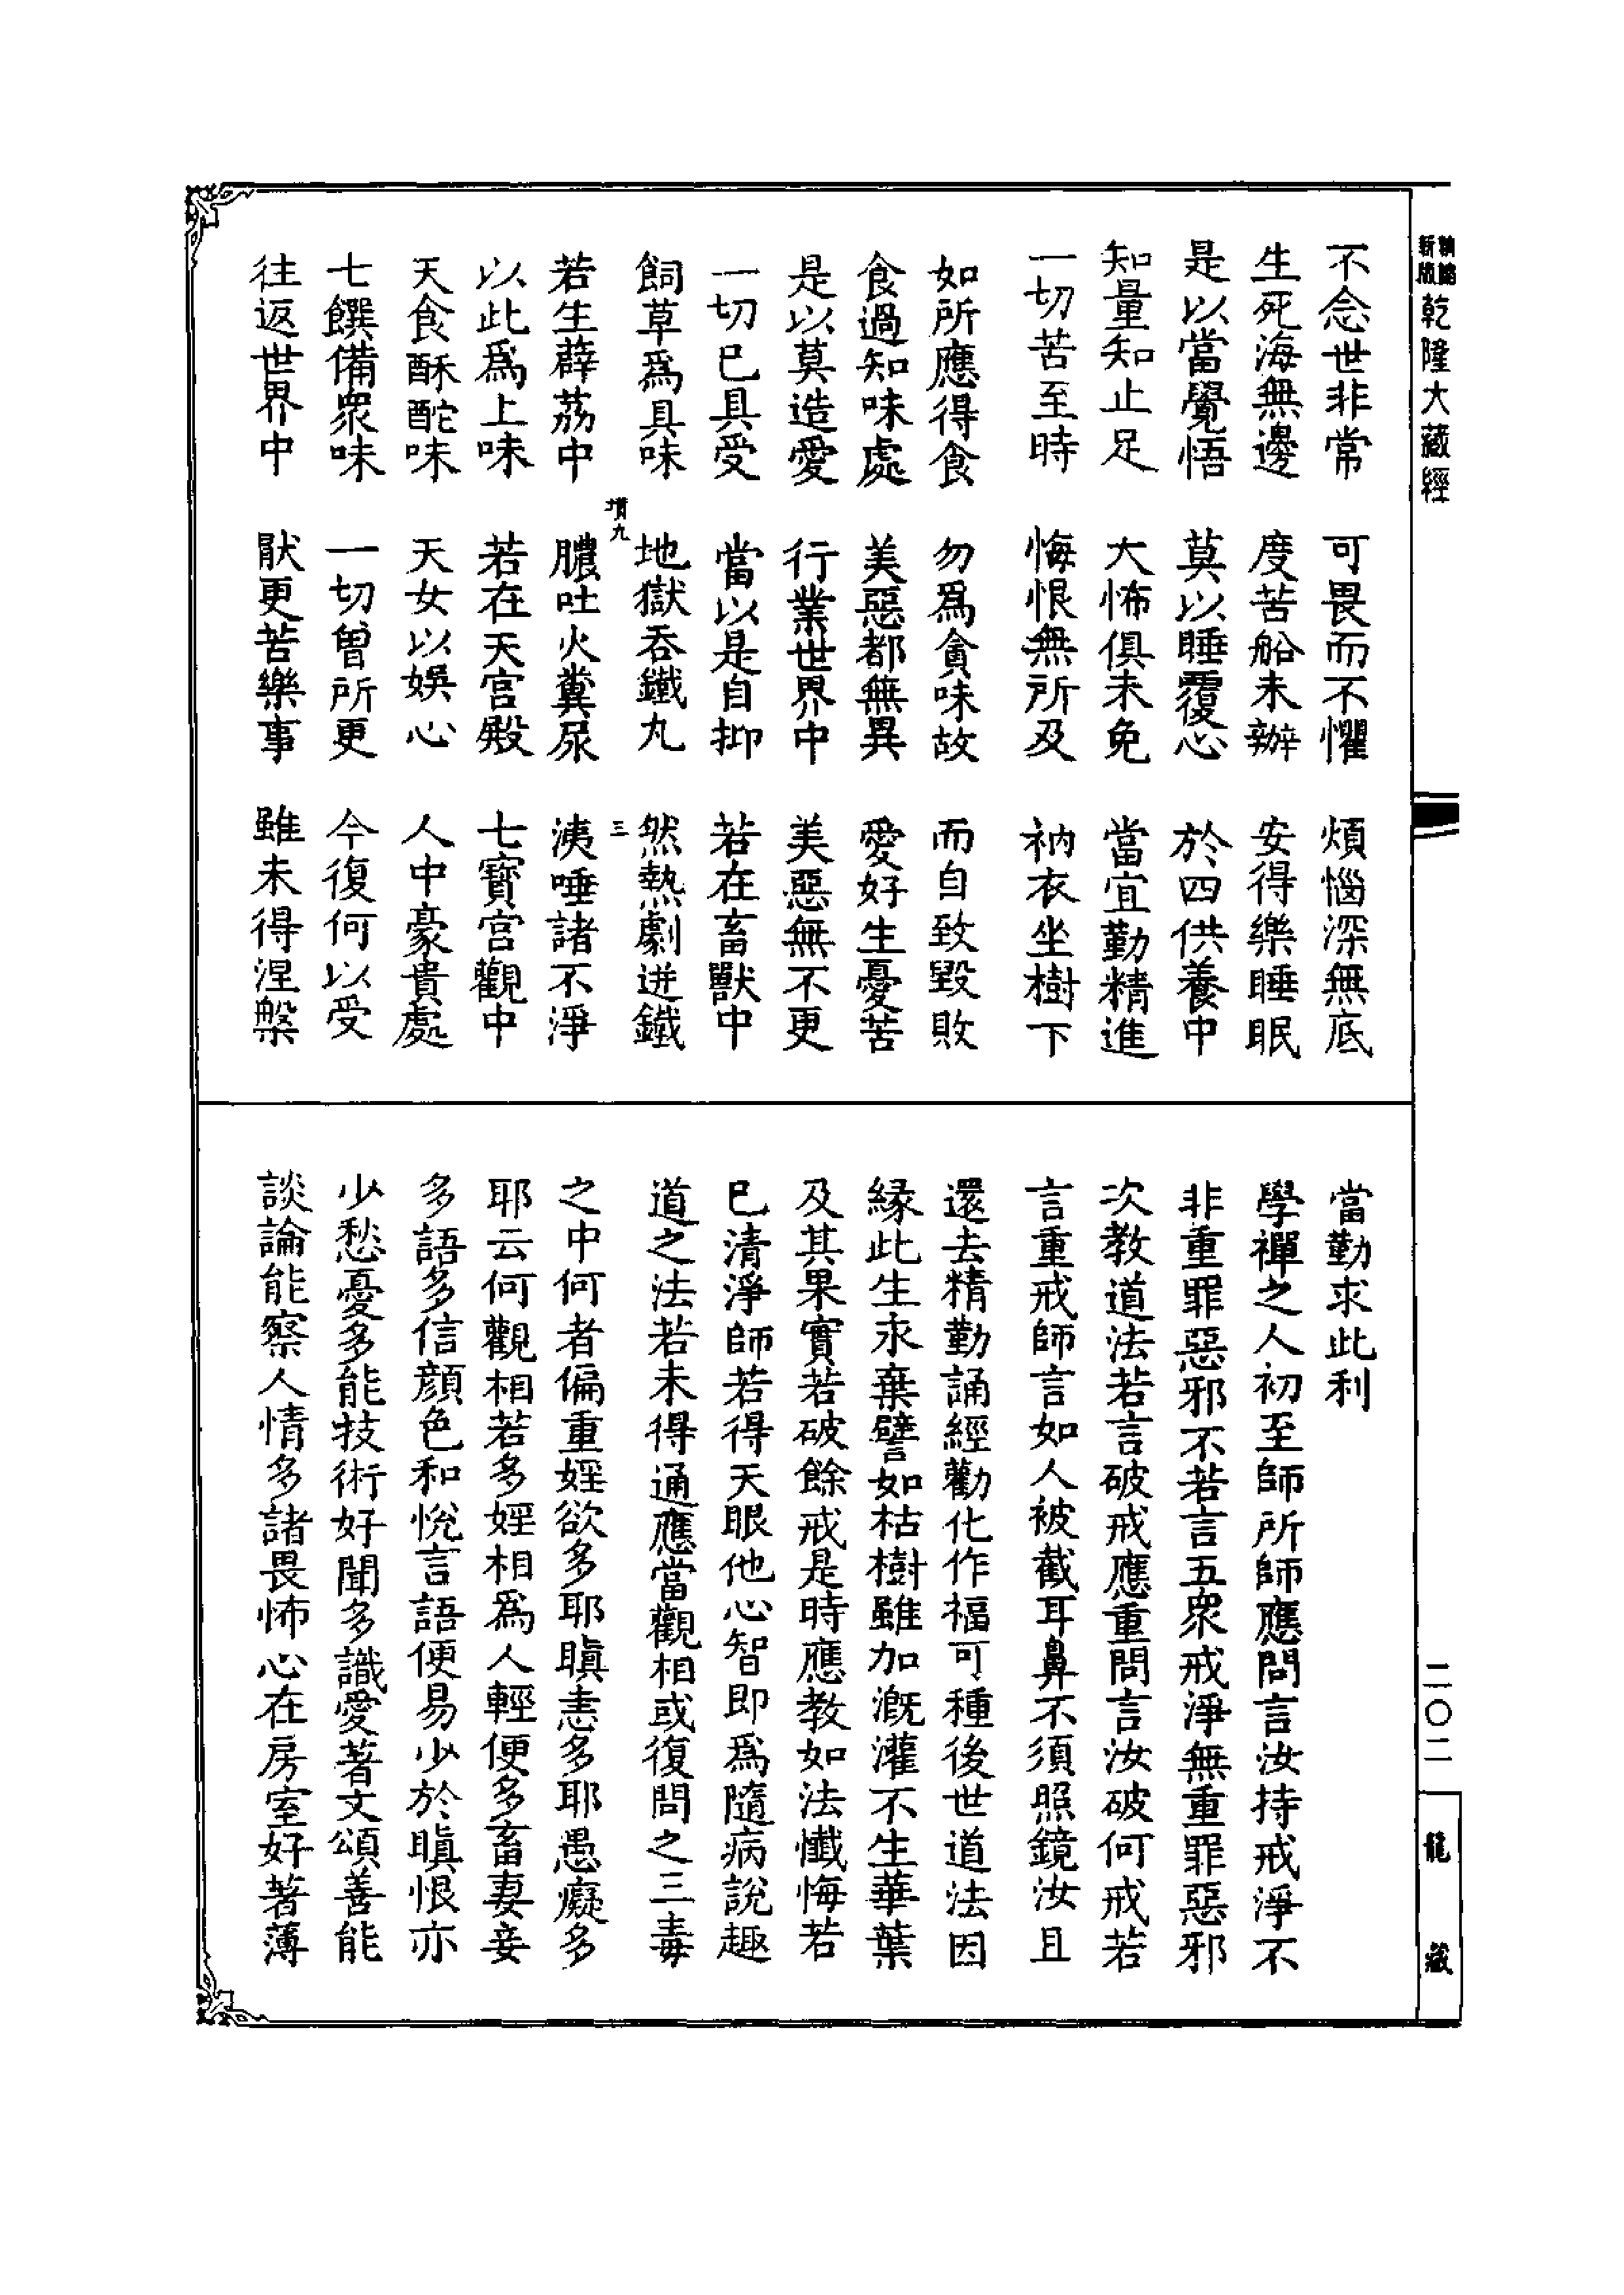 新版
精縮
乾隆大藏經
不念世非常 可畏而不懼 煩惱深無底
生死海無邊 度苦船未辦 安得樂睡眠
是以當覺悟 莫以睡覆心 於四供養中
知量知止足 大怖俱未免 當宜勤精進
一切苦至時 悔恨無所及 衲衣坐樹下
如所應得食 勿爲貪味故 而自致毀敗
食過知味處 美惡都無異 愛好生憂苦
是以莫造愛 行業世界中 美惡無不更
一切已具受 當以是自抑 若在畜獸中
飼草爲具味 地獄吞鐵丸 然熱劇迸鐵
九 三
若生薜荔中 膿吐火糞尿 洟唾諸不淨
以此爲上味 若在天宮殿 七寶宮觀中
天食酥酡味 天女以娛心 人中豪貴處
七饌備眾味 一切曾所更 今復何以受
往返世界中 厭更苦樂事 雖未得涅槃
當勤求此利
學禪之人初至師所師應問言汝持戒淨不
非重罪惡邪不若言五眾戒淨無重罪惡邪
次教道法若言破戒應重問言汝破何戒若
言重戒師言如人被截耳鼻不須照鏡汝且
還去精勤誦經勸化作福可種後世道法因
緣此生永棄譬如枯樹雖加溉灌不生華葉
及其果實若破餘戒是時應教如法懺悔若
已清淨師若得天眼他心智即爲隨病說趣
道之法若未得通應當觀相或復問之三毒
之中何者偏重婬欲多耶瞋恚多耶愚癡多
耶云何觀相若多婬相爲人輕便多畜妻妾
多語多信顏色和悅言語便易少於瞋恨亦
少愁憂多能技術好聞多識愛著文頌善能
談論能察人情多諸畏怖心在房室好著薄
二〇二
龍藏